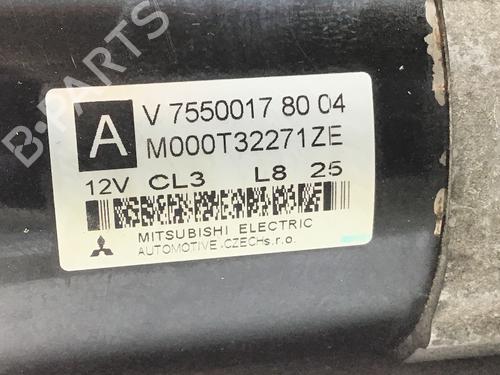 B-PARTS
A
V 7550017 80 04
M000T32271ZE
12V CL3 L8 25
MITSUBISHI ELECTRIC
AUTOMOTIVE CZECH s.r.o.